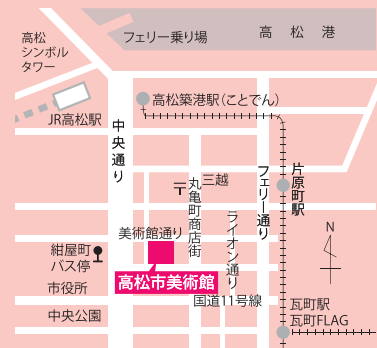 高松
シンボル
タワー
フェリー乗り場
高松港
JR高松駅
高松築港駅(ことでん)
中央通り
三越
丸亀町商店街
フェリー通り
片原町駅
ライオン通り
美術館通り
紺屋町
バス停
高松市美術館
市役所
国道11号線
中央公園
N
瓦町駅
瓦町FLAG